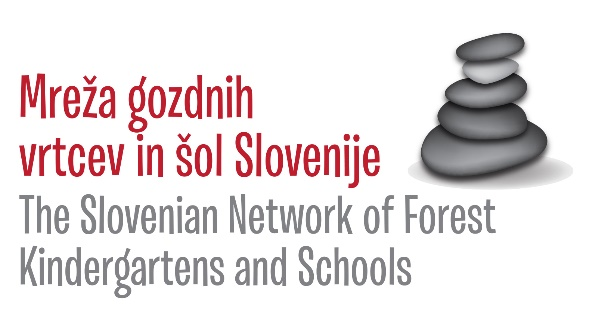 Mreža gozdnih
vrtcev in šol Slovenije
The Slovenian Network of Forest
Kindergartens and Schools